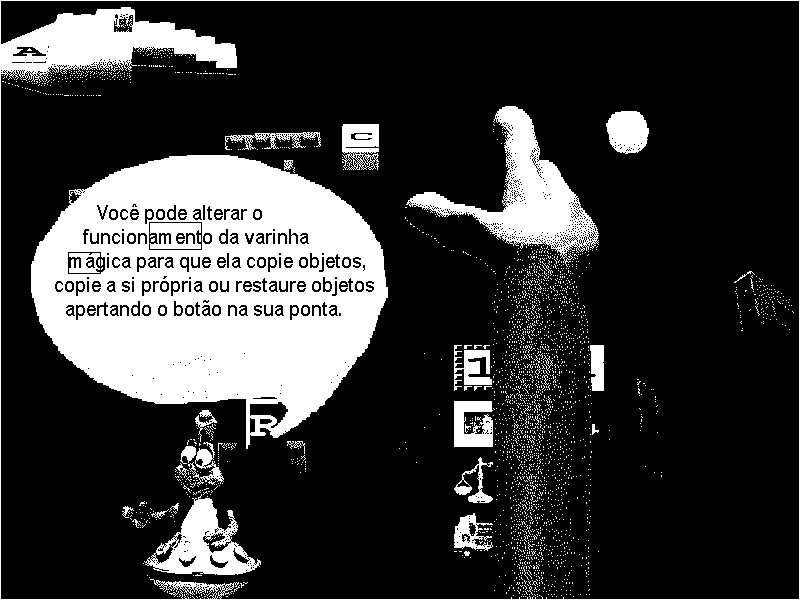 A
C
Você pode alterar o
funcionamento da varinha
mágica para que ela copie objetos,
copie a si própria ou restaure objetos
apertando o botão na sua ponta.
1
R